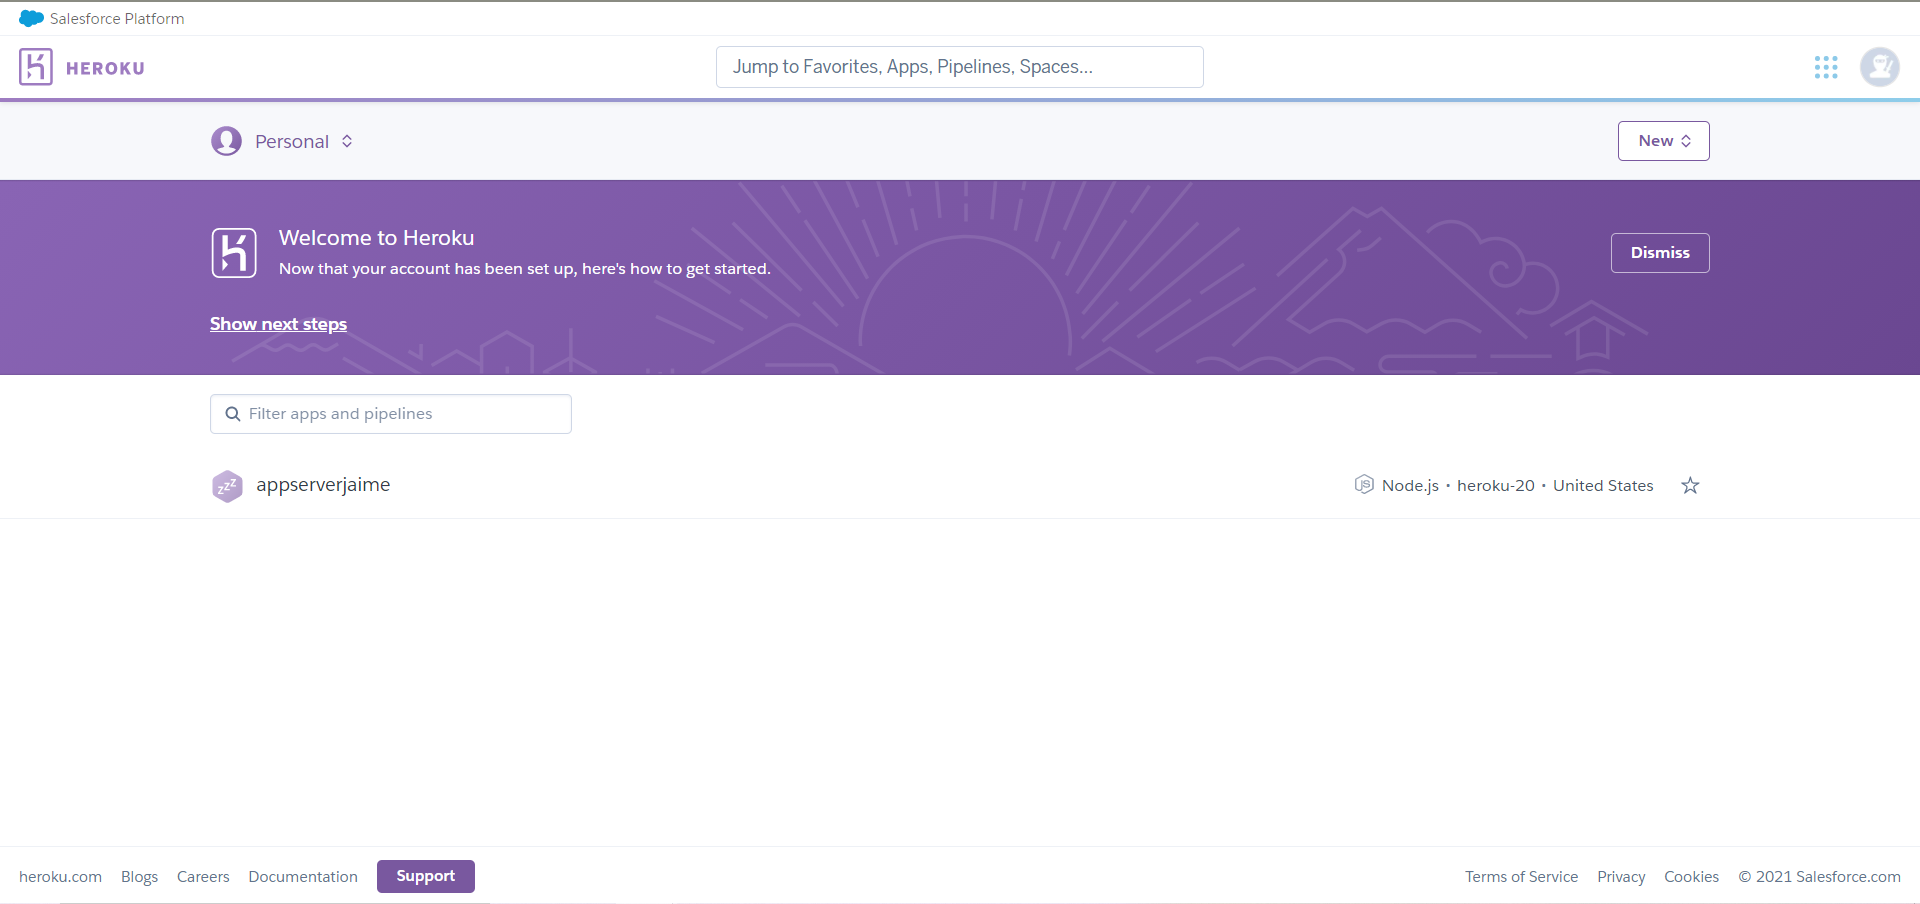 Salesforce Platform
HEROKU
Jump to Favorites, Apps, Pipelines, Spaces...
Personal
New
Welcome to Heroku
Now that your account has been set up, here's how to get started.
Dismiss
Show next steps
Filter apps and pipelines
zzz
appserverjaime
JS Node.js • heroku-20 • United States
heroku.com Blogs Careers Documentation Support Terms of Service Privacy Cookies © 2021 Salesforce.com